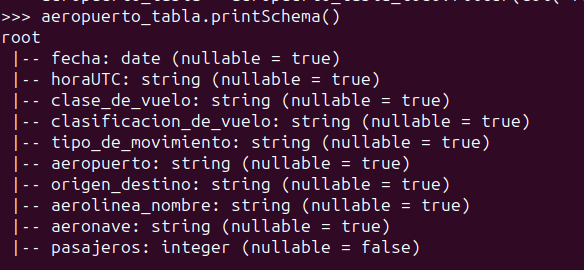 >>> aeropuerto_tabla.printSchema()
root
 |-- fecha: date (nullable = true)
 |-- horaUTC: string (nullable = true)
 |-- clase_de_vuelo: string (nullable = true)
 |-- clasificacion_de_vuelo: string (nullable = true)
 |-- tipo_de_movimiento: string (nullable = true)
 |-- aeropuerto: string (nullable = true)
 |-- origen_destino: string (nullable = true)
 |-- aerolinea_nombre: string (nullable = true)
 |-- aeronave: string (nullable = true)
 |-- pasajeros: integer (nullable = false)